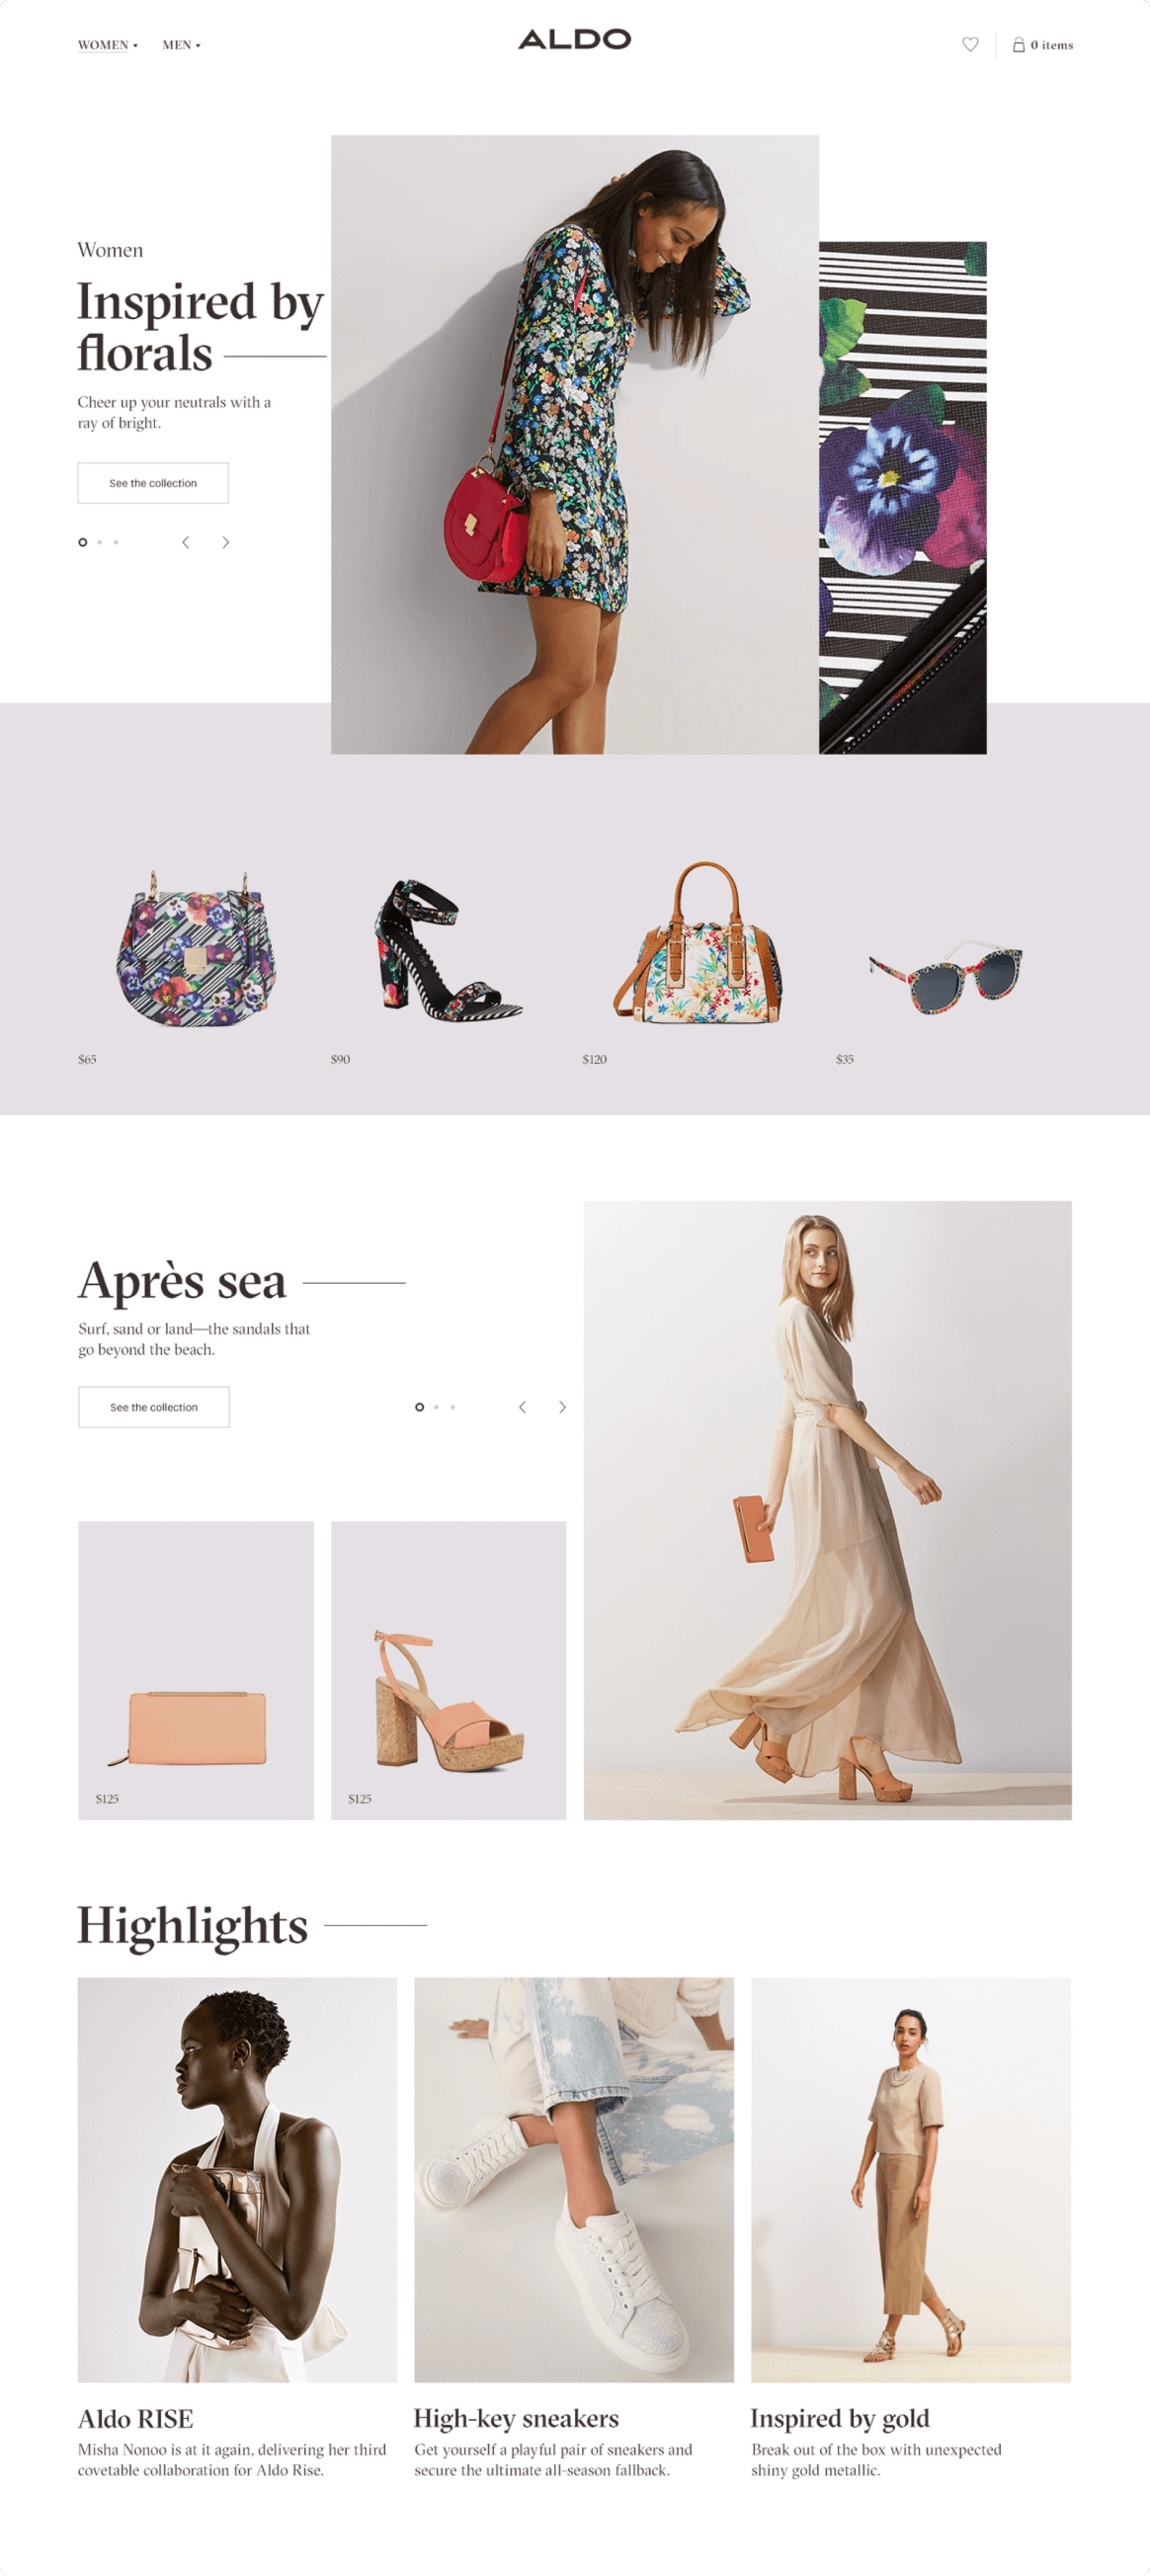 WOMEN
MEN
ALDO
0 items
Women
Inspired by
florals
Cheer up your neutrals with a
ray of bright.
See the collection
$65
$90
$120
$35
Après sea
Surf, sand or land—the sandals that
go beyond the beach.
See the collection
$125
$125
Highlights
Aldo RISE
Misha Nonoo is at it again, delivering her third
covetable collaboration for Aldo Rise.
High-key sneakers
Get yourself a playful pair of sneakers and
secure the ultimate all-season fallback.
Inspired by gold
Break out of the box with unexpected
shiny gold metallic.